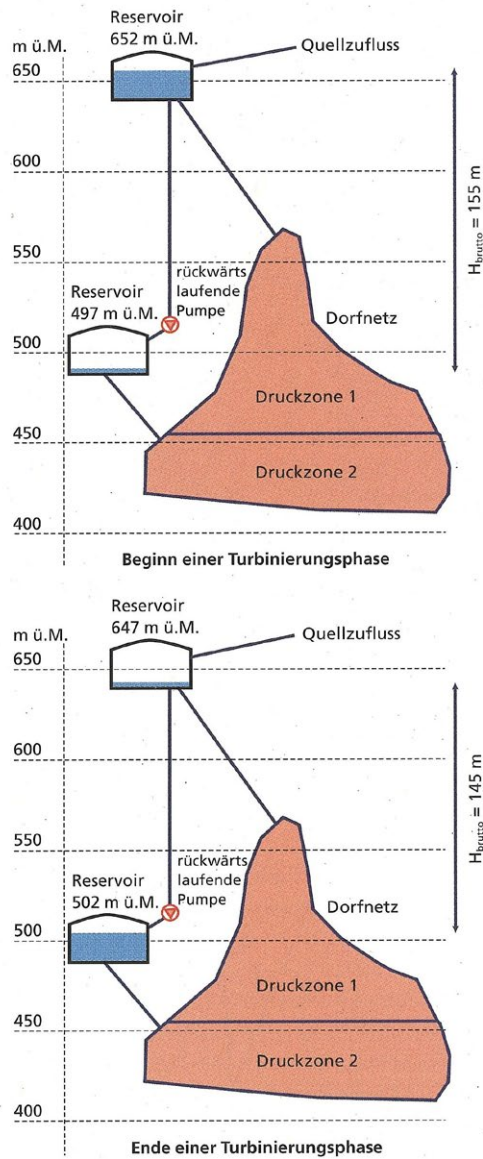 Reservoir
652 m ü.M.
m ü.M.
Quellzufluss
650
600
550
rückwärts
laufende
Pumpe
Reservoir
497 m ü.M.
Dorfnetz
500
Druckzone 1
450
Druckzone 2
400
H_brutto = 155 m
Beginn einer Turbinierungsphase
Reservoir
647 m ü.M.
m ü.M.
Quellzufluss
650
600
550
rückwärts
laufende
Pumpe
Reservoir
502 m ü.M.
Dorfnetz
500
Druckzone 1
450
Druckzone 2
400
H_brutto = 145 m
Ende einer Turbinierungsphase